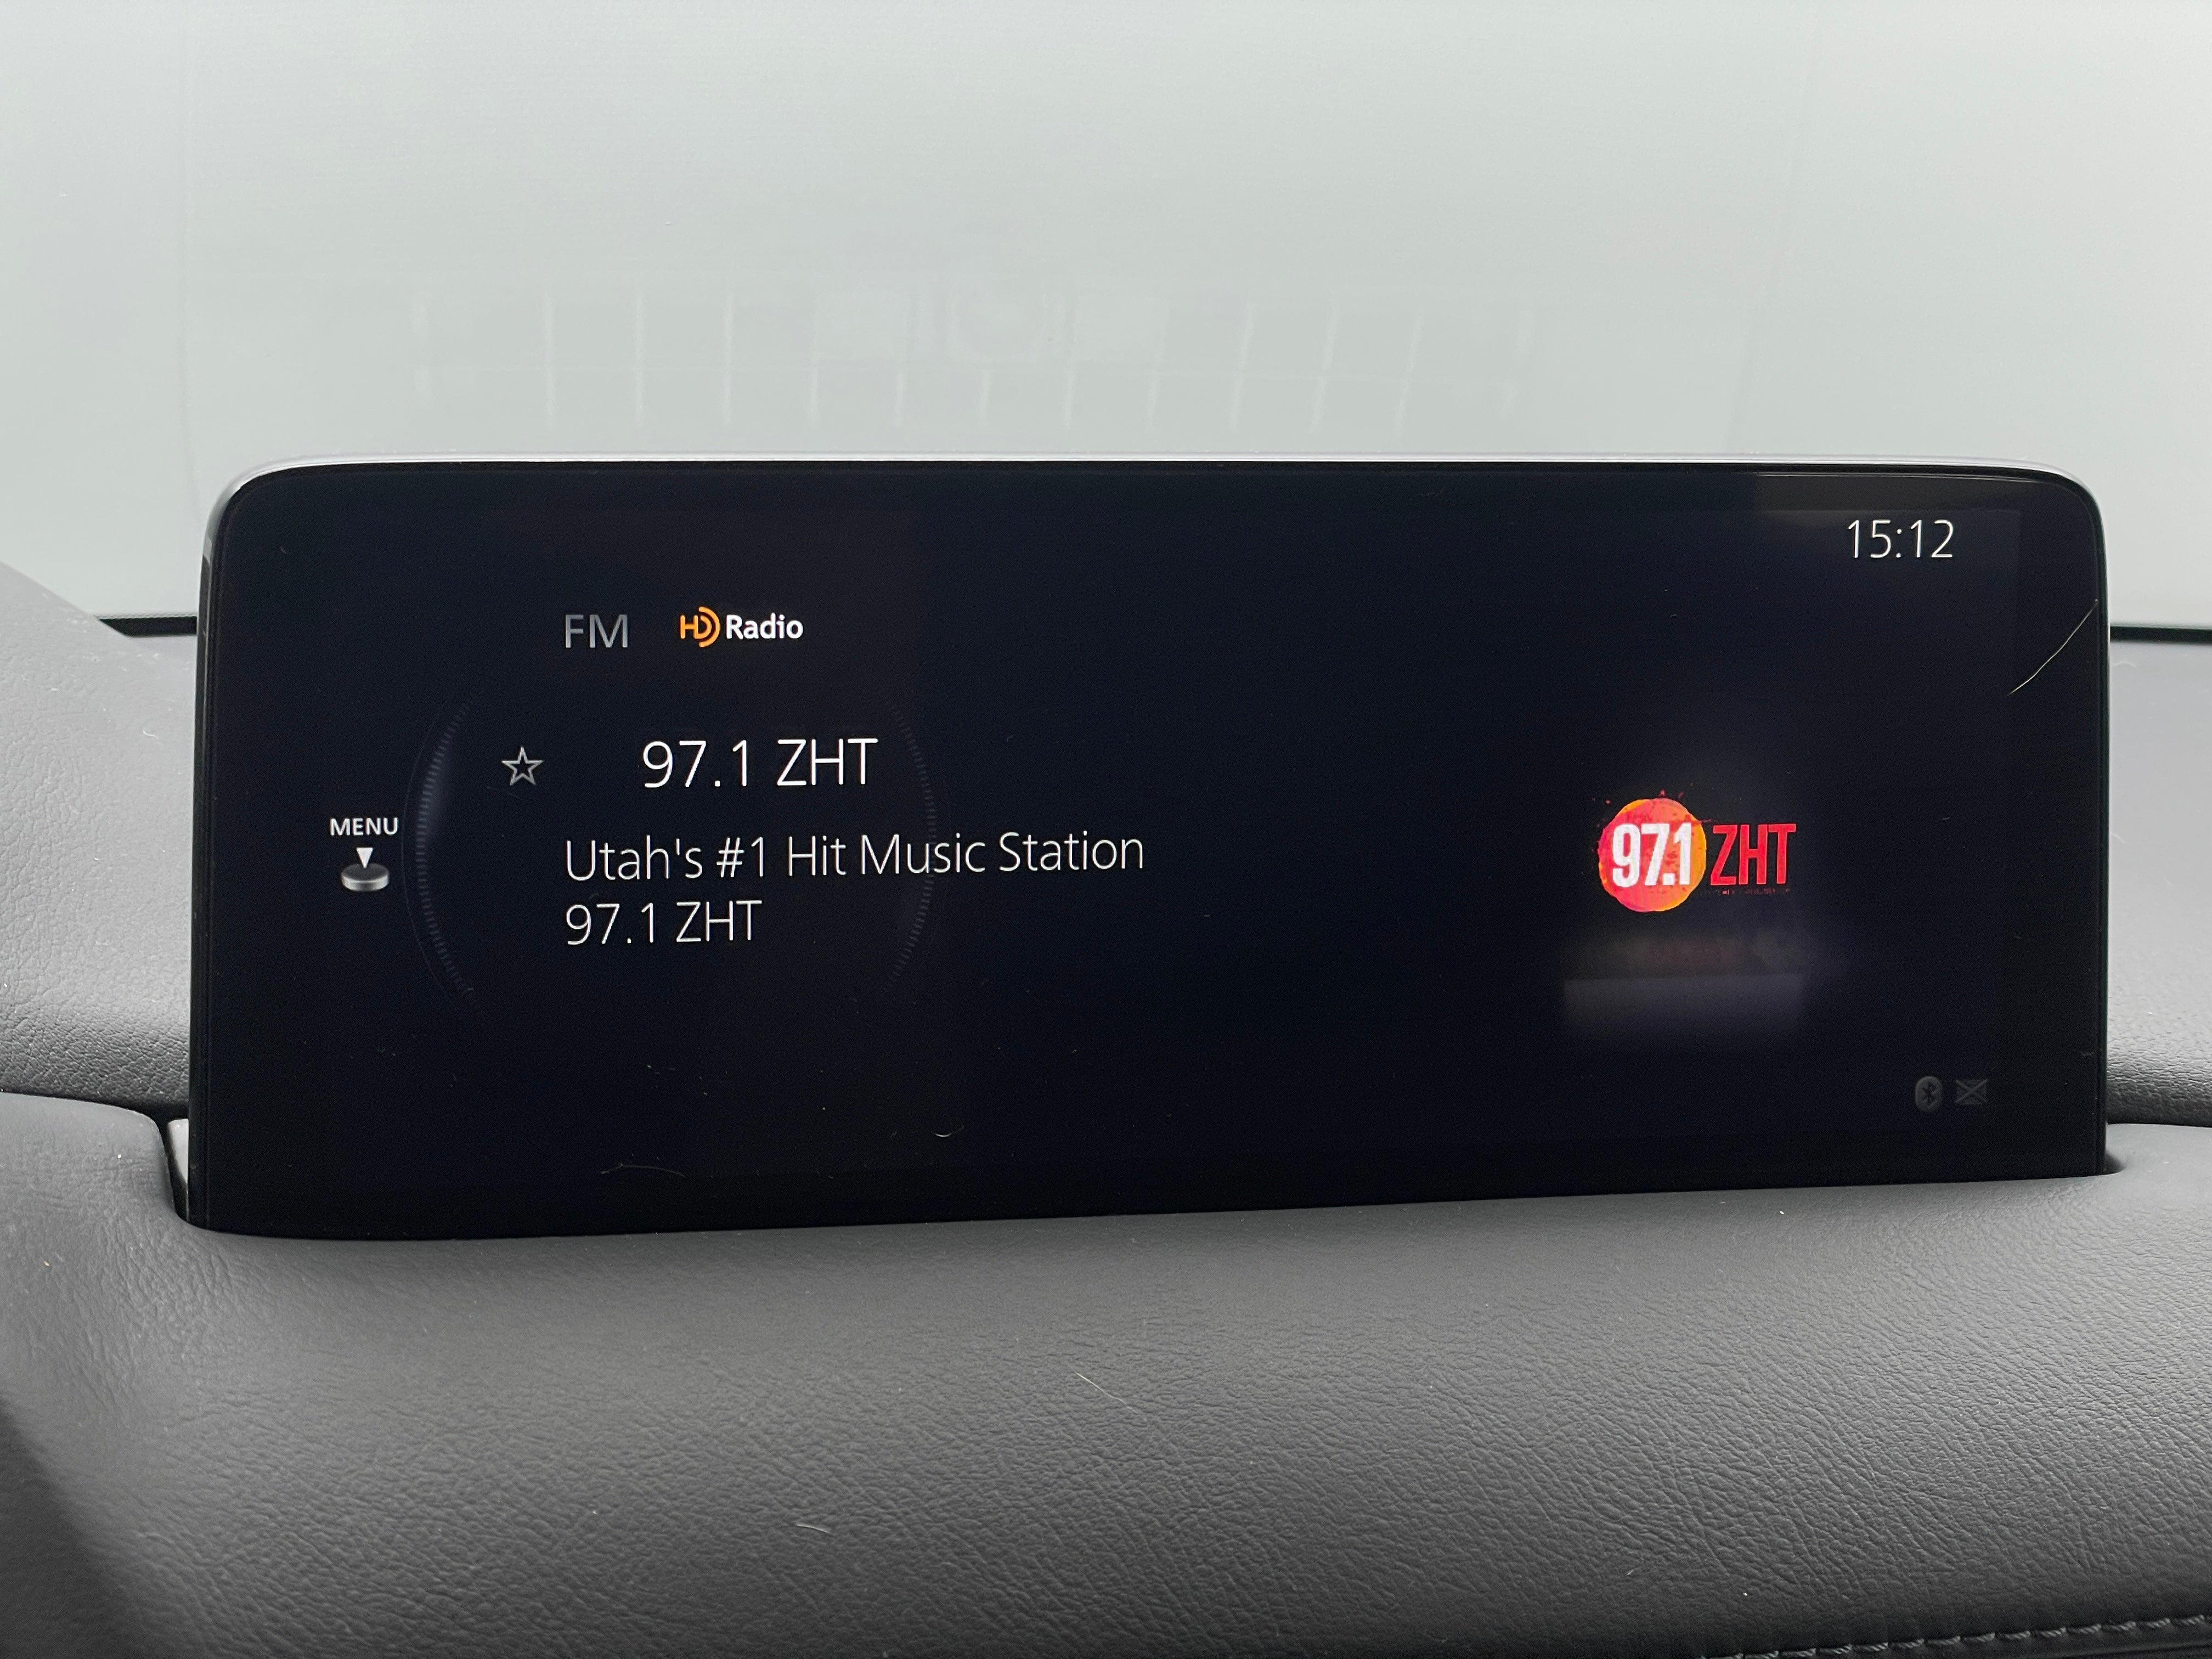 15:12
FM HD Radio
97.1 ZHT
MENU
Utah's #1 Hit Music Station
97.1 ZHT
97.1 ZHT